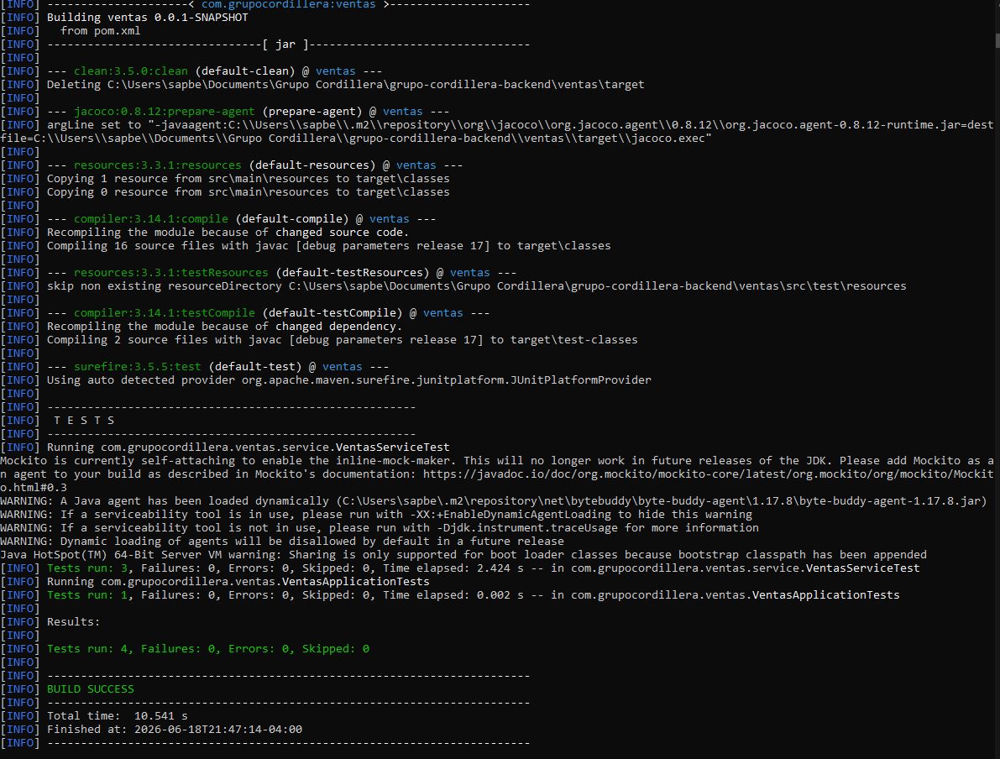 [INFO] ----------------------< com.grupocordillera:ventas >---------------------
[INFO] Building ventas 0.0.1-SNAPSHOT
[INFO]   from pom.xml
[INFO] --------------------------------[ jar ]---------------------------------
[INFO]
[INFO] --- clean:3.5.0:clean (default-clean) @ ventas ---
[INFO] Deleting C:\Users\sapbe\Documents\Grupo Cordillera\grupo-cordillera-backend\ventas\target
[INFO]
[INFO] --- jacoco:0.8.12:prepare-agent (prepare-agent) @ ventas ---
[INFO] argLine set to "-javaagent:C:\\Users\\sapbe\\.m2\\repository\\org\\jacoco\\org.jacoco.agent\\0.8.12\\org.jacoco.agent-0.8.12-runtime.jar=dest
file=C:\\Users\\sapbe\\Documents\\Grupo Cordillera\\grupo-cordillera-backend\\ventas\\target\\jacoco.exec"
[INFO]
[INFO] --- resources:3.3.1:resources (default-resources) @ ventas ---
[INFO] Copying 1 resource from src\main\resources to target\classes
[INFO] Copying 0 resource from src\main\resources to target\classes
[INFO]
[INFO] --- compiler:3.14.1:compile (default-compile) @ ventas ---
[INFO] Recompiling the module because of changed source code.
[INFO] Compiling 16 source files with javac [debug parameters release 17] to target\classes
[INFO]
[INFO] --- resources:3.3.1:testResources (default-testResources) @ ventas ---
[INFO] skip non existing resourceDirectory C:\Users\sapbe\Documents\Grupo Cordillera\grupo-cordillera-backend\ventas\src\test\resources
[INFO]
[INFO] --- compiler:3.14.1:testCompile (default-testCompile) @ ventas ---
[INFO] Recompiling the module because of changed dependency.
[INFO] Compiling 2 source files with javac [debug parameters release 17] to target\test-classes
[INFO]
[INFO] --- surefire:3.5.5:test (default-test) @ ventas ---
[INFO] Using auto detected provider org.apache.maven.surefire.junitplatform.JUnitPlatformProvider
[INFO]
[INFO] -------------------------------------------------------
[INFO]  T E S T S
[INFO] -------------------------------------------------------
[INFO] Running com.grupocordillera.ventas.service.VentasServiceTest
Mockito is currently self-attaching to enable the inline-mock-maker. This will no longer work in future releases of the JDK. Please add Mockito as a
n agent to your build as described in Mockito's documentation: https://javadoc.io/doc/org.mockito/mockito-core/latest/org.mockito/org/mockito/Mockit
o.html#0.3
WARNING: A Java agent has been loaded dynamically (C:\Users\sapbe\.m2\repository\net\bytebuddy\byte-buddy-agent\1.17.8\byte-buddy-agent-1.17.8.jar)
WARNING: If a serviceability tool is in use, please run with -XX:+EnableDynamicAgentLoading to hide this warning
WARNING: If a serviceability tool is not in use, please run with -Djdk.instrument.traceUsage for more information
WARNING: Dynamic loading of agents will be disallowed by default in a future release
Java HotSpot(TM) 64-Bit Server VM warning: Sharing is only supported for boot loader classes because bootstrap classpath has been appended
[INFO] Tests run: 3, Failures: 0, Errors: 0, Skipped: 0, Time elapsed: 2.424 s -- in com.grupocordillera.ventas.service.VentasServiceTest
[INFO] Running com.grupocordillera.ventas.VentasApplicationTests
[INFO] Tests run: 1, Failures: 0, Errors: 0, Skipped: 0, Time elapsed: 0.002 s -- in com.grupocordillera.ventas.VentasApplicationTests
[INFO]
[INFO] Results:
[INFO]
[INFO] Tests run: 4, Failures: 0, Errors: 0, Skipped: 0
[INFO]
[INFO] ------------------------------------------------------------------------
[INFO] BUILD SUCCESS
[INFO] ------------------------------------------------------------------------
[INFO] Total time:  10.541 s
[INFO] Finished at: 2026-06-18T21:47:14-04:00
[INFO] ------------------------------------------------------------------------